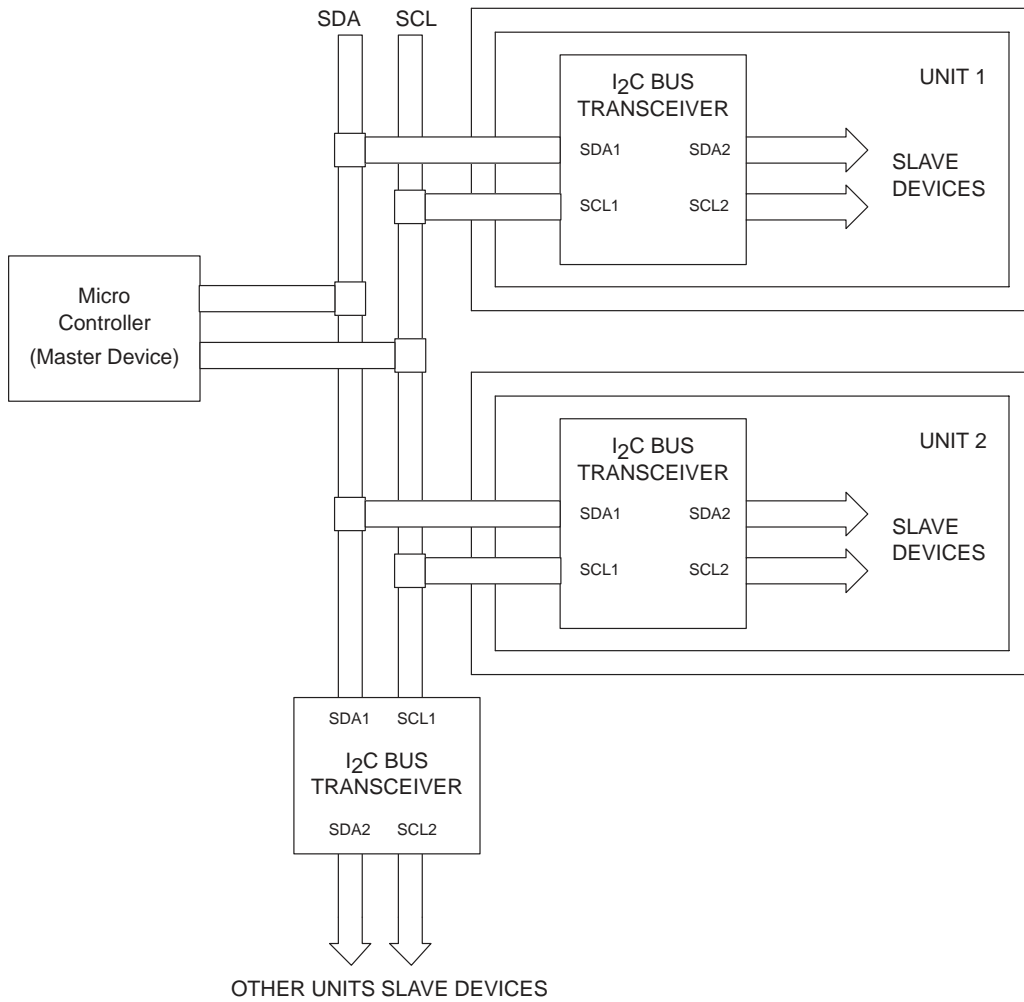 SDA SCL
I2C BUS
TRANSCEIVER
UNIT 1
SDA1 SDA2
SCL1 SCL2
SLAVE
DEVICES
Micro
Controller
(Master Device)
I2C BUS
TRANSCEIVER
UNIT 2
SDA1 SDA2
SCL1 SCL2
SLAVE
DEVICES
SDA1 SCL1
I2C BUS
TRANSCEIVER
SDA2 SCL2
OTHER UNITS SLAVE DEVICES